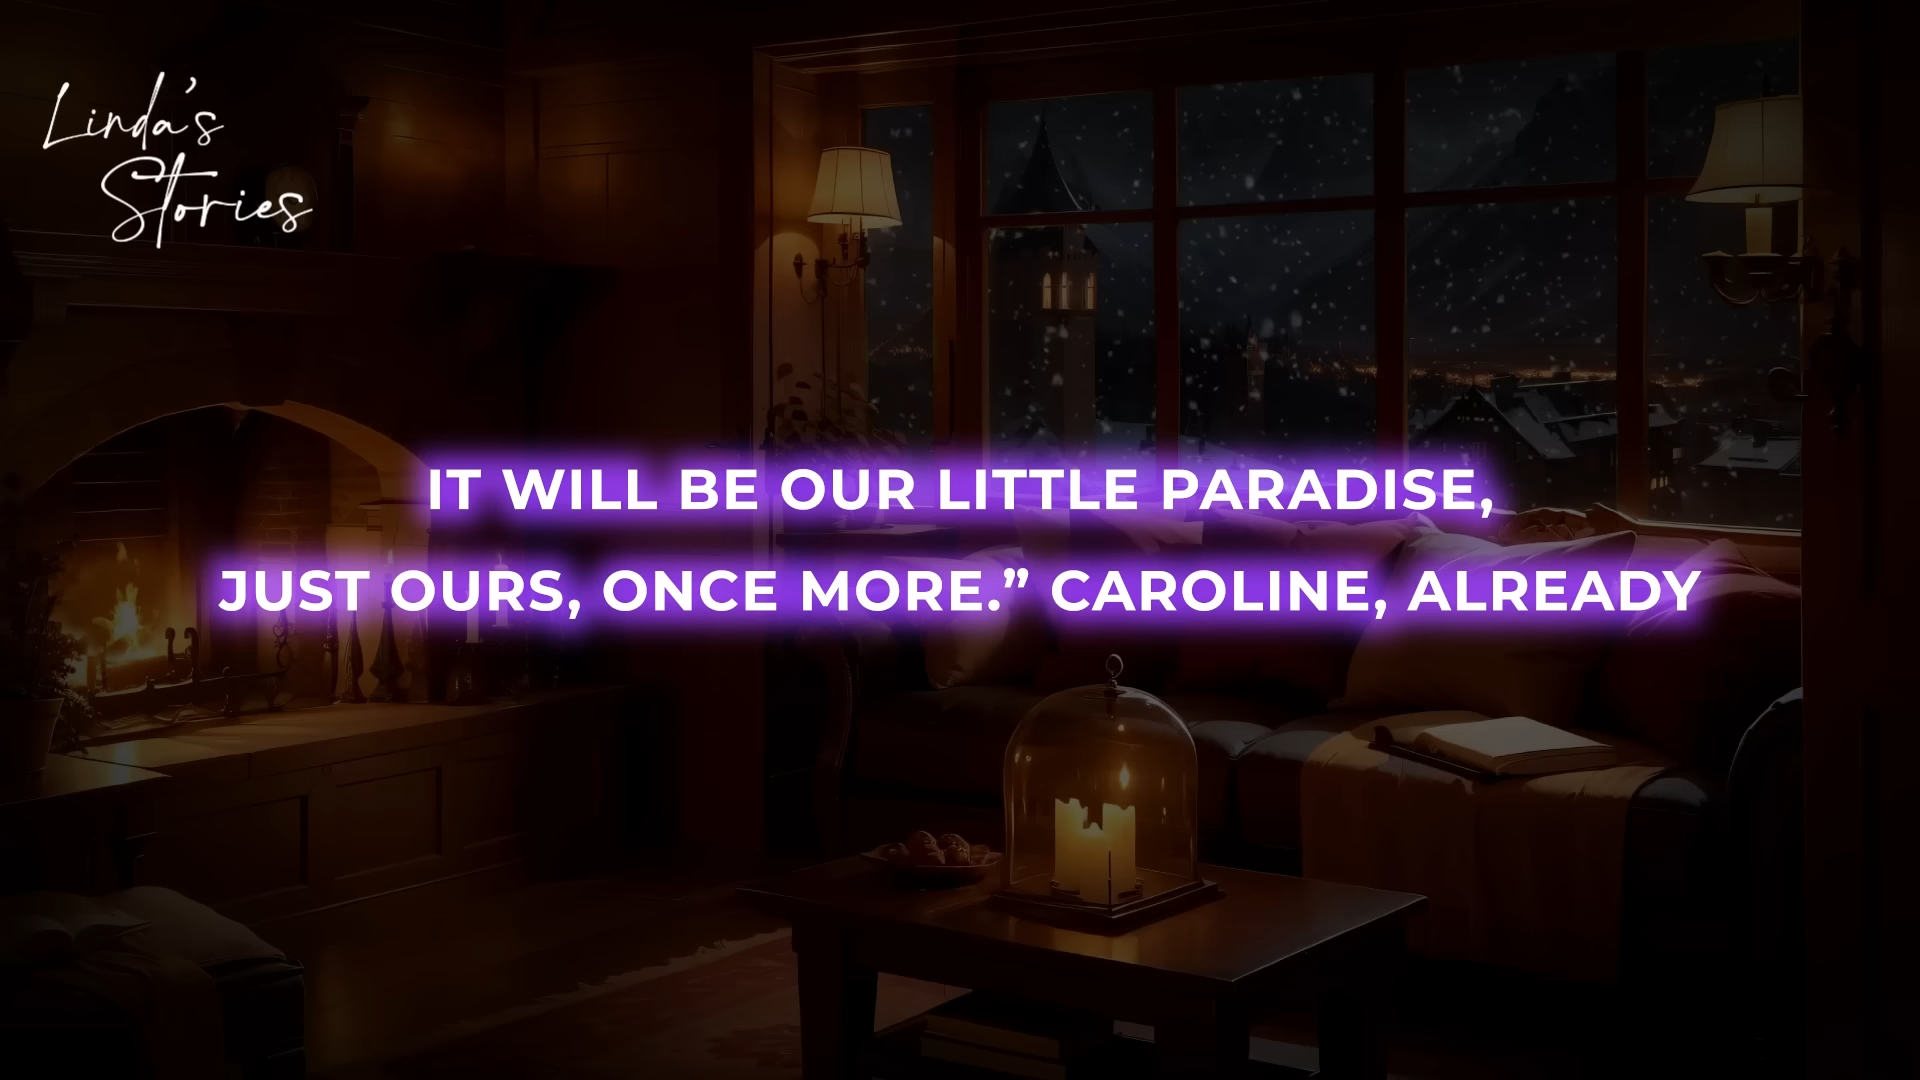 Linda's
Stories
IT WILL BE OUR LITTLE PARADISE,
JUST OURS, ONCE MORE.” CAROLINE, ALREADY